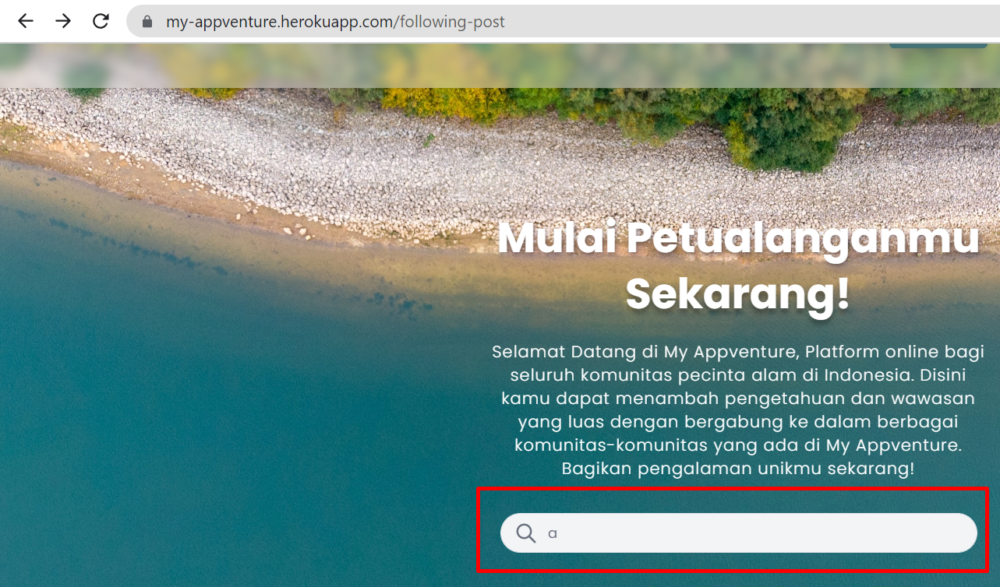 my-appventure.herokuapp.com/following-post
Mulai Petualanganmu
Sekarang!
Selamat Datang di My Appventure, Platform online bagi
seluruh komunitas pecinta alam di Indonesia. Disini
kamu dapat menambah pengetahuan dan wawasan
yang luas dengan bergabung ke dalam berbagai
komunitas-komunitas yang ada di My Appventure.
Bagikan pengalaman unikmu sekarang!
a